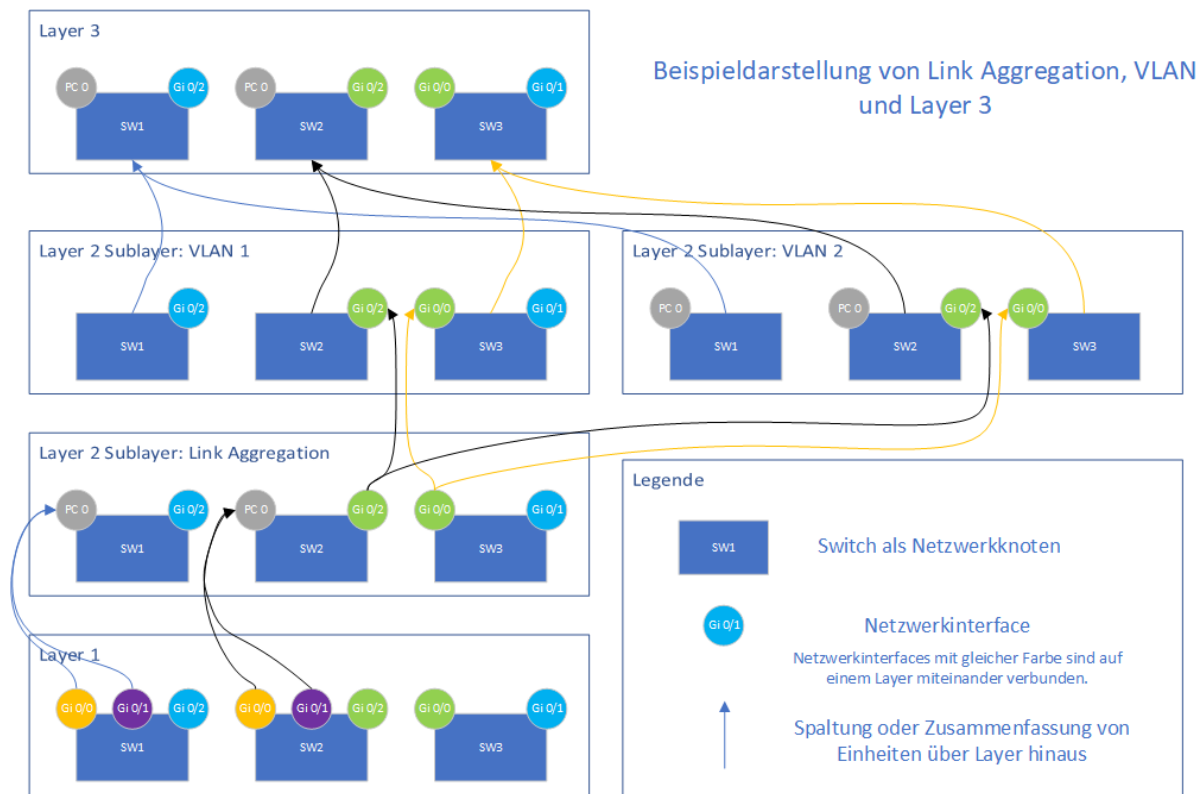 Layer 3
PC 0
Gi 0/2
PC 0
Gi 0/2
Gi 0/0
Gi 0/1
SW1
SW2
SW3
Beispieldarstellung von Link Aggregation, VLAN
und Layer 3
Layer 2 Sublayer: VLAN 1
Gi 0/2
Gi 0/2
Gi 0/0
Gi 0/1
SW1
SW2
SW3
Layer 2 Sublayer: VLAN 2
PC 0
PC 0
Gi 0/2
Gi 0/0
SW1
SW2
SW3
Layer 2 Sublayer: Link Aggregation
PC 0
Gi 0/2
PC 0
Gi 0/2
Gi 0/0
Gi 0/1
SW1
SW2
SW3
Layer 1
Gi 0/0
Gi 0/1
Gi 0/2
Gi 0/0
Gi 0/1
Gi 0/2
Gi 0/0
Gi 0/1
SW1
SW2
SW3
Legende
SW1
Switch als Netzwerkknoten
Gi 0/1
Netzwerkinterface
Netzwerkinterfaces mit gleicher Farbe sind auf
einem Layer miteinander verbunden.
Spaltung oder Zusammenfassung von
Einheiten über Layer hinaus